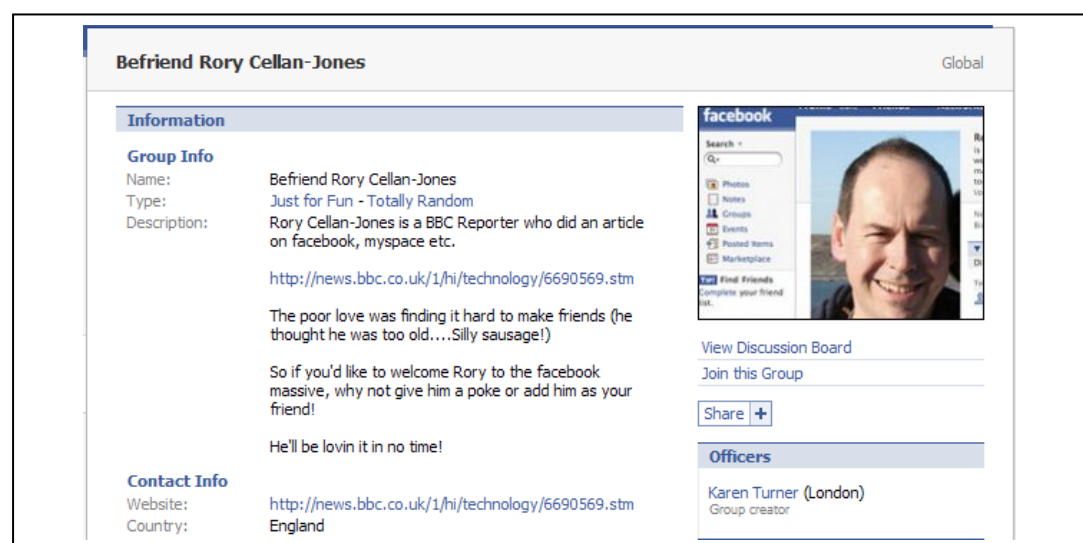 Befriend Rory Cellan-Jones
Global
Information
Group Info
Name: Befriend Rory Cellan-Jones
Type: Just for Fun - Totally Random
Description: Rory Cellan-Jones is a BBC Reporter who did an article
on facebook, myspace etc.
http://news.bbc.co.uk/1/hi/technology/6690569.stm
The poor love was finding it hard to make friends (he
thought he was too old....Silly sausage!)
So if you'd like to welcome Rory to the facebook
massive, why not give him a poke or add him as your
friend!
He'll be lovin it in no time!
Contact Info
Website: http://news.bbc.co.uk/1/hi/technology/6690569.stm
Country: England
facebook
Search
Photos
Notes
Groups
Events
Posted Items
Marketplace
Find Friends
Complete your friend
list.
View Discussion Board
Join this Group
Share +
Officers
Karen Turner (London)
Group creator